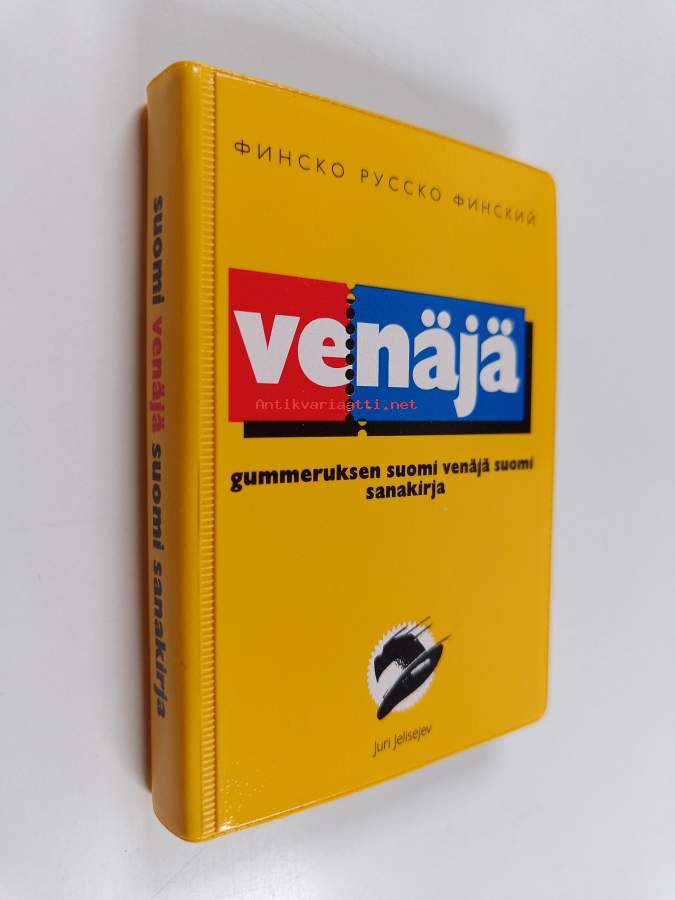 ФИНСКО РУССКО ФИНСКИЙ
venäjä
Antikvariaatti.net
gummeruksen suomi venäjä suomi
sanakirja
Juri Jelisejev
suomi venäjä suomi sanakirja